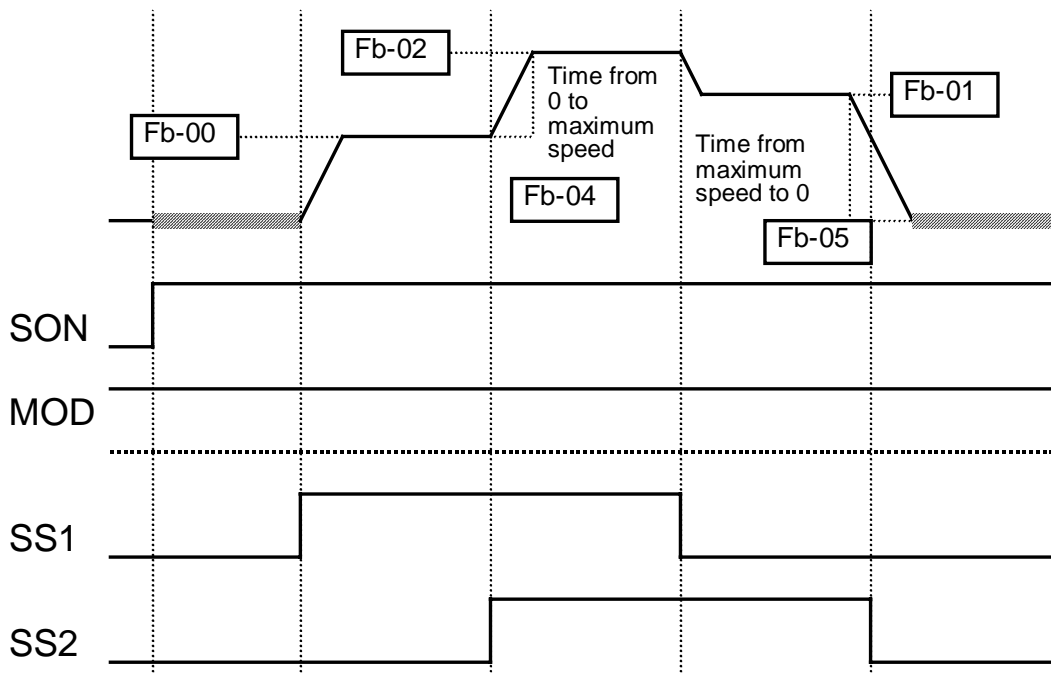 Fb-02
Time from
0 to
maximum
speed
Fb-01
Fb-00
Time from
maximum
speed to 0
Fb-04
Fb-05
SON
MOD
SS1
SS2